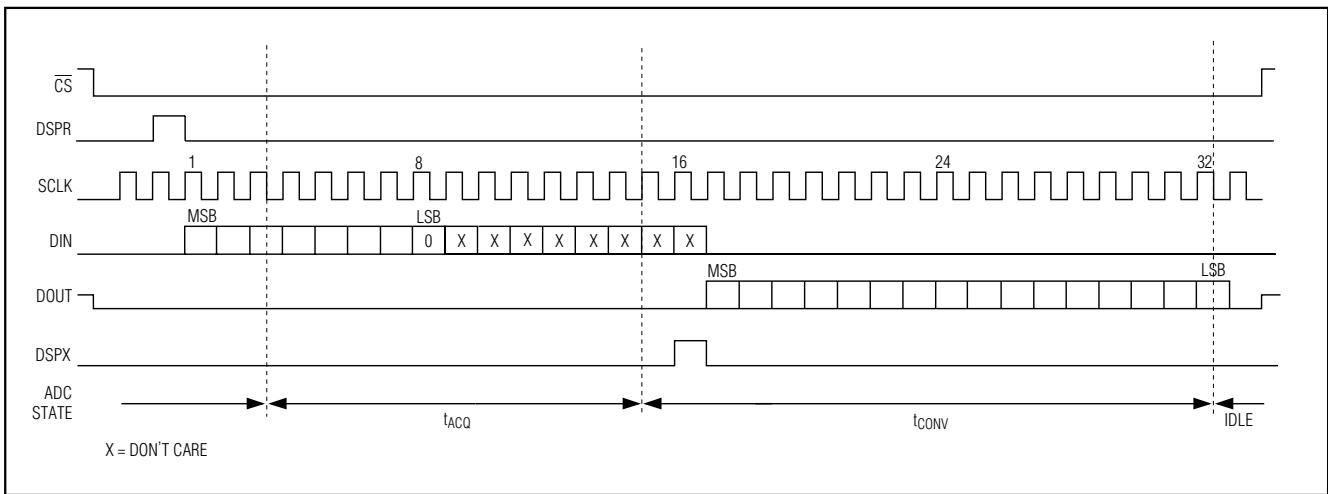 CS
DSPR
1 8 16 24 32
SCLK
MSB LSB
DIN 0 X X X X X X X X
MSB LSB
DOUT
DSPX
ADC
STATE
tACQ tCONV IDLE
X = DON'T CARE